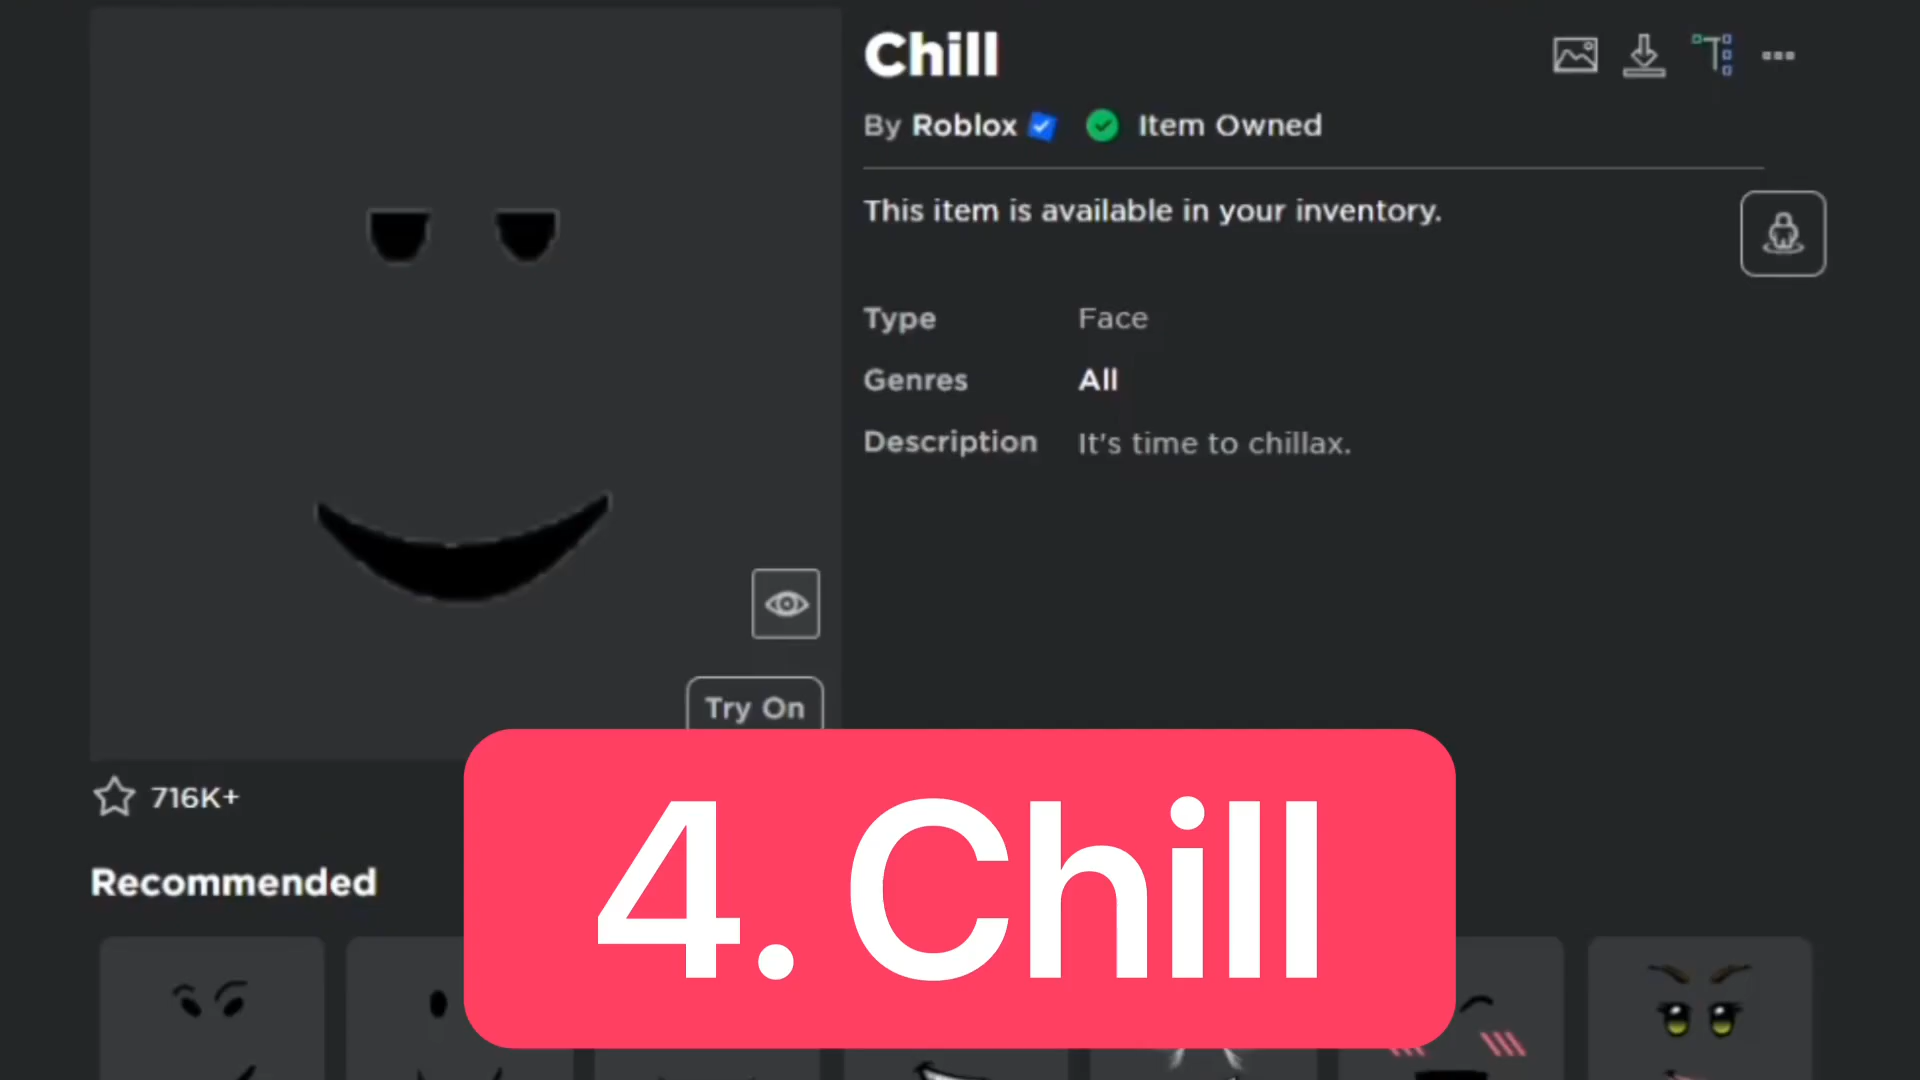 Chill
By Roblox Item Owned
This item is available in your inventory.
Type Face
Genres All
Description It's time to chillax.
Try On
716K+
Recommended
4. Chill